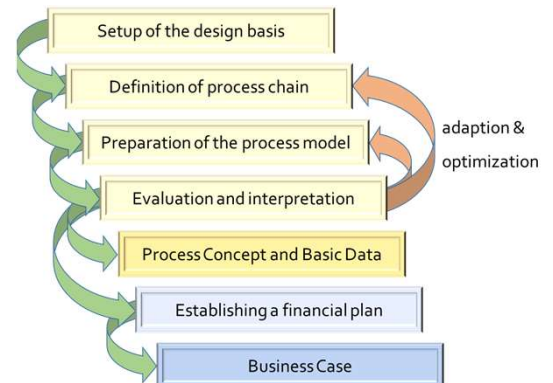 Setup of the design basis
Definition of process chain
Preparation of the process model
adaption &
optimization
Evaluation and interpretation
Process Concept and Basic Data
Establishing a financial plan
Business Case